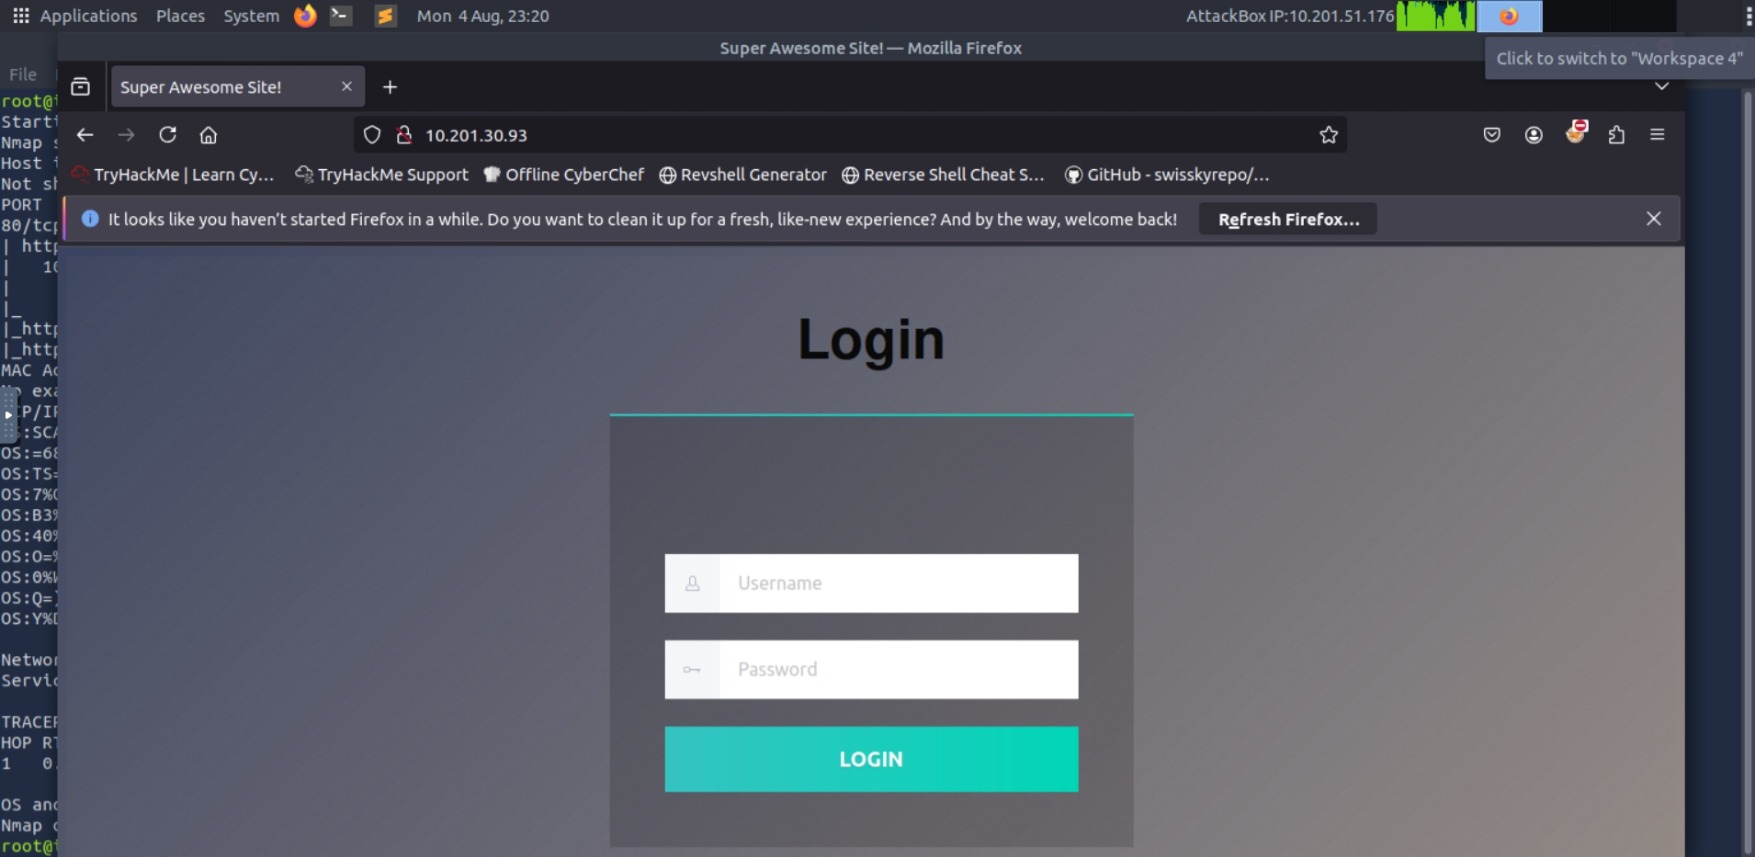 Applications Places System Mon 4 Aug, 23:20 AttackBox IP:10.201.51.176
Super Awesome Site! — Mozilla Firefox
Click to switch to "Workspace 4"
File
Super Awesome Site!
10.201.30.93
TryHackMe | Learn Cy... TryHackMe Support Offline CyberChef Revshell Generator Reverse Shell Cheat S... GitHub - swisskyrepo/...
It looks like you haven't started Firefox in a while. Do you want to clean it up for a fresh, like-new experience? And by the way, welcome back! Refresh Firefox...
root@
Start
Nmap s
Host
Not sh
PORT
80/tcp
| http
| 10
|
|_
|_http
|_http
MAC Ad
exa
CP/IP
:SCA
OS:=68
OS:TS=
OS:7%
OS:B3%
OS:40%
OS:O=%
OS:0%
OS:Q=
OS:Y%
Networ
Servic
TRACER
HOP RT
1 0.
OS and
Nmap
root@
Login
Username
Password
LOGIN